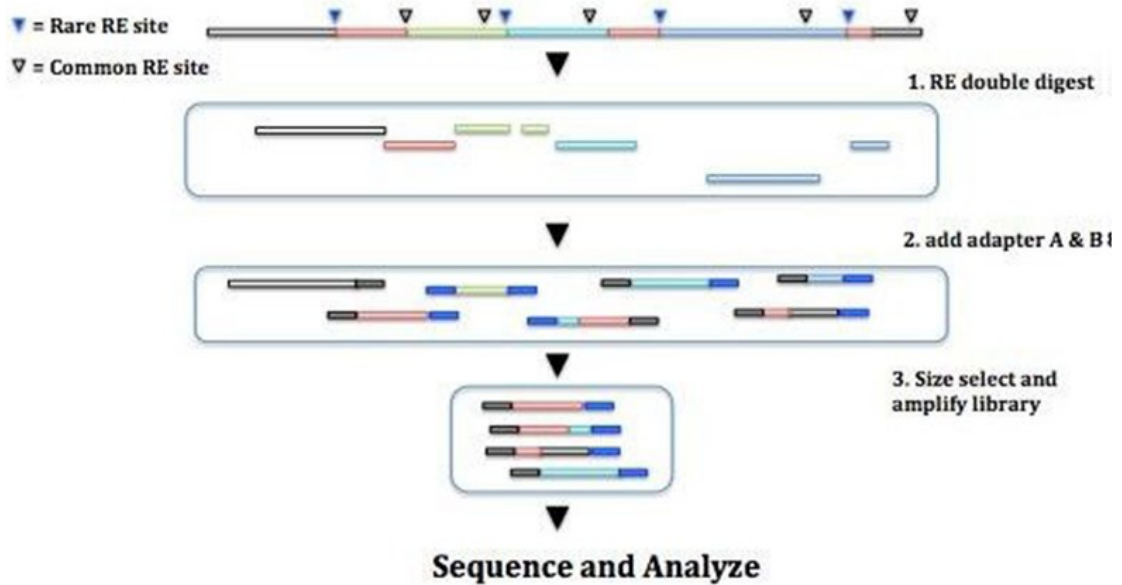 = Rare RE site
= Common RE site
1. RE double digest
2. add adapter A & B
3. Size select and
amplify library
Sequence and Analyze